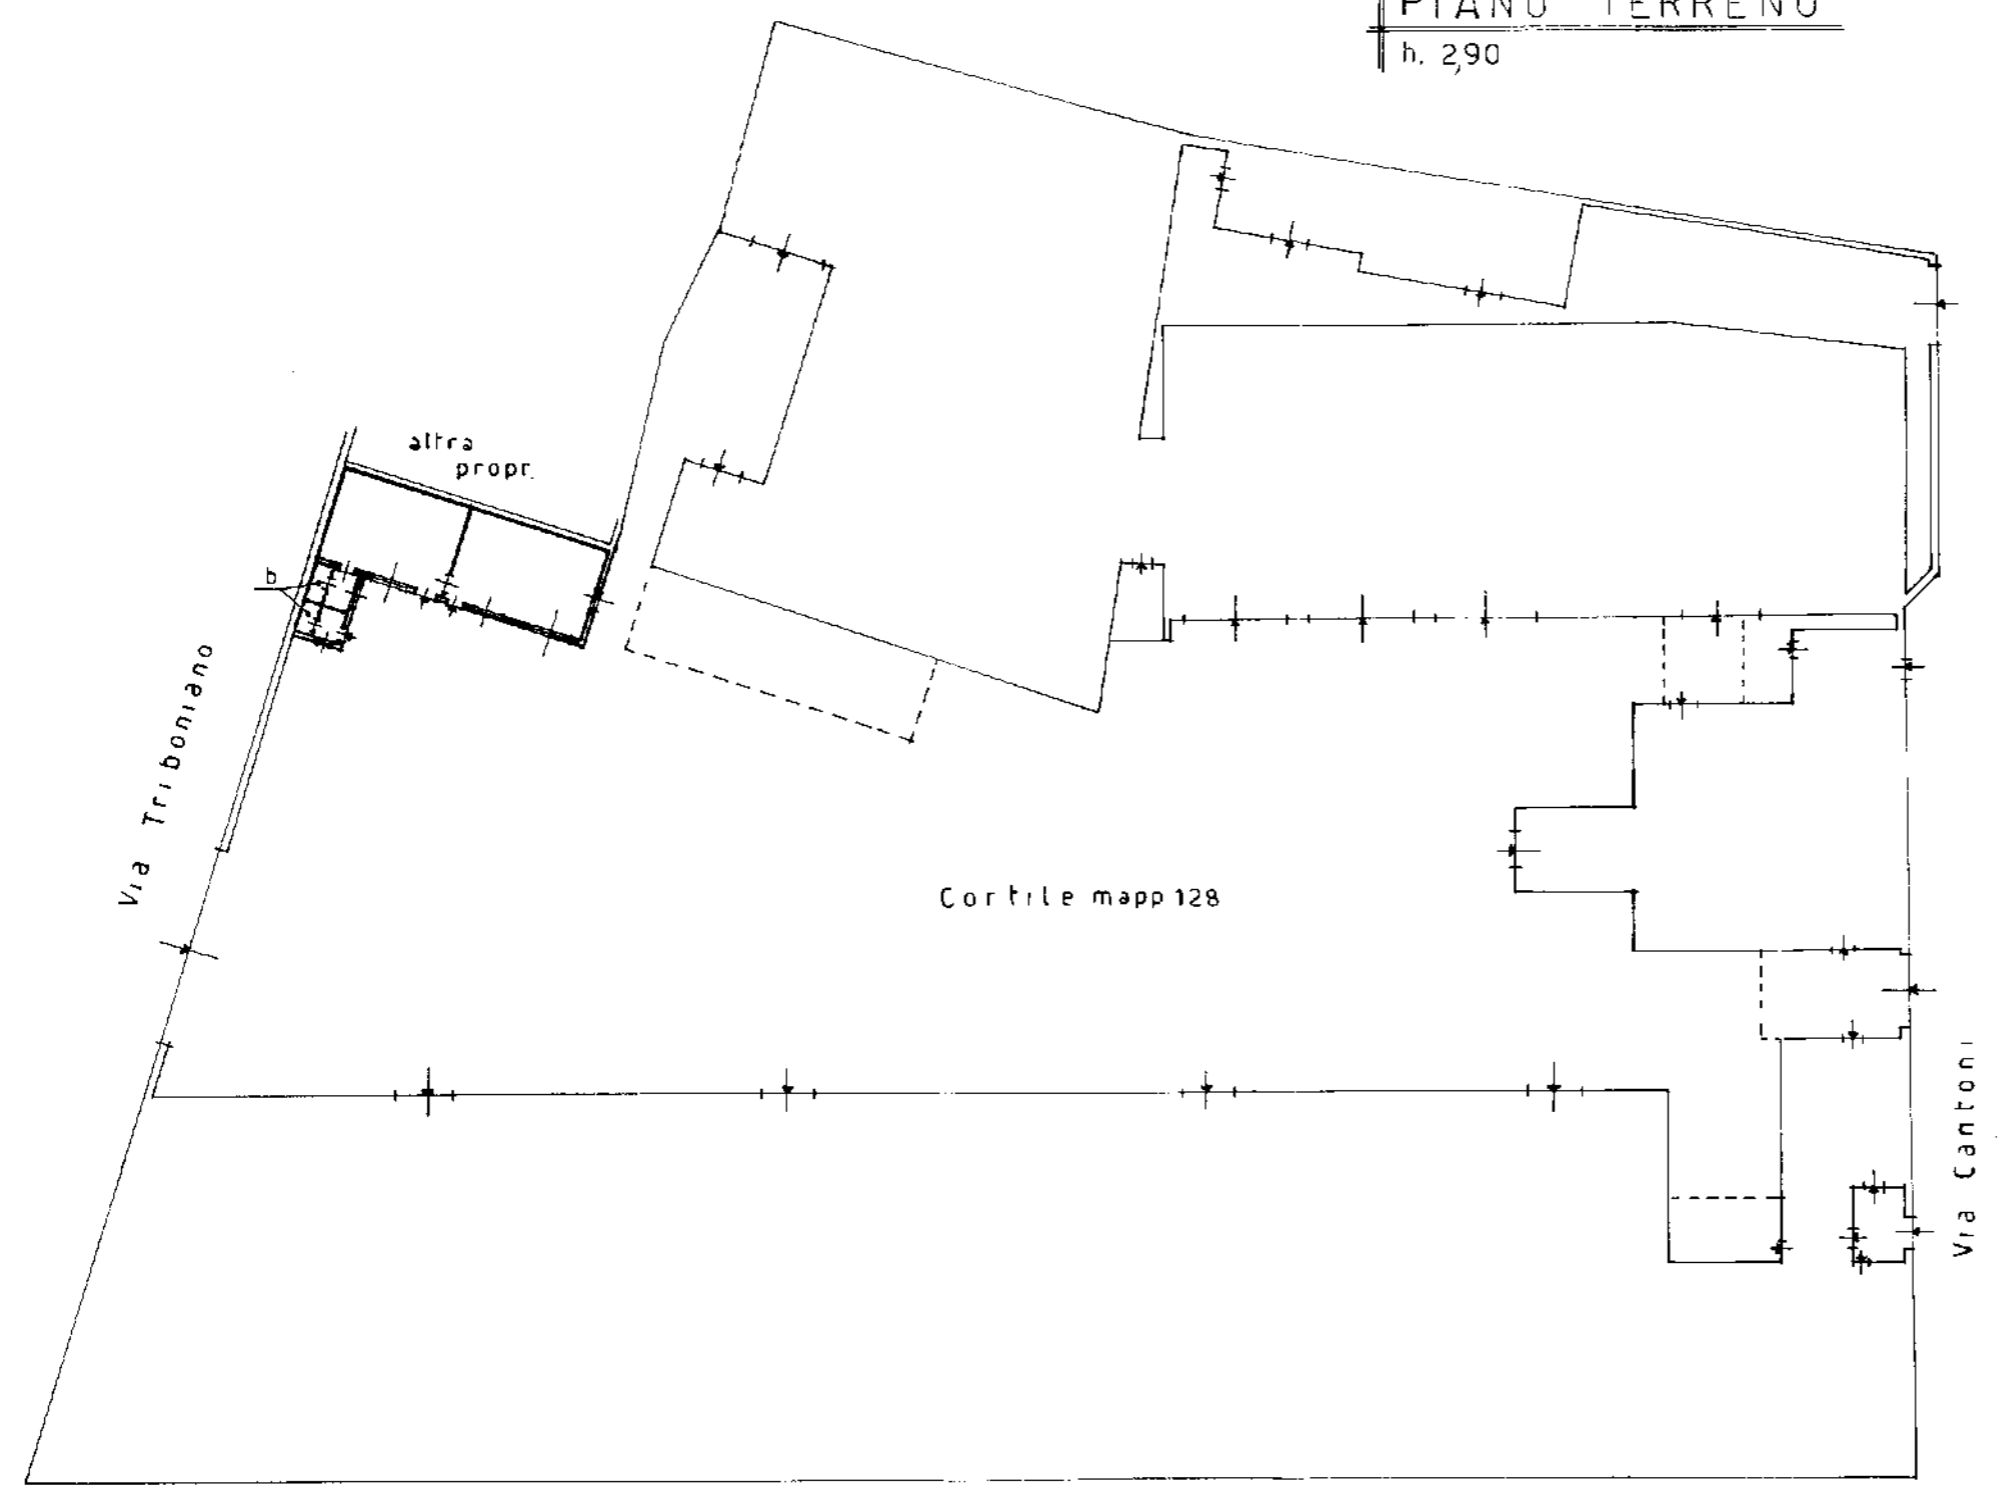 PIANO TERRENO
h. 2,90
altra
propr.
b
Via Triboniano
Cortile mapp 128
Via Cantoni